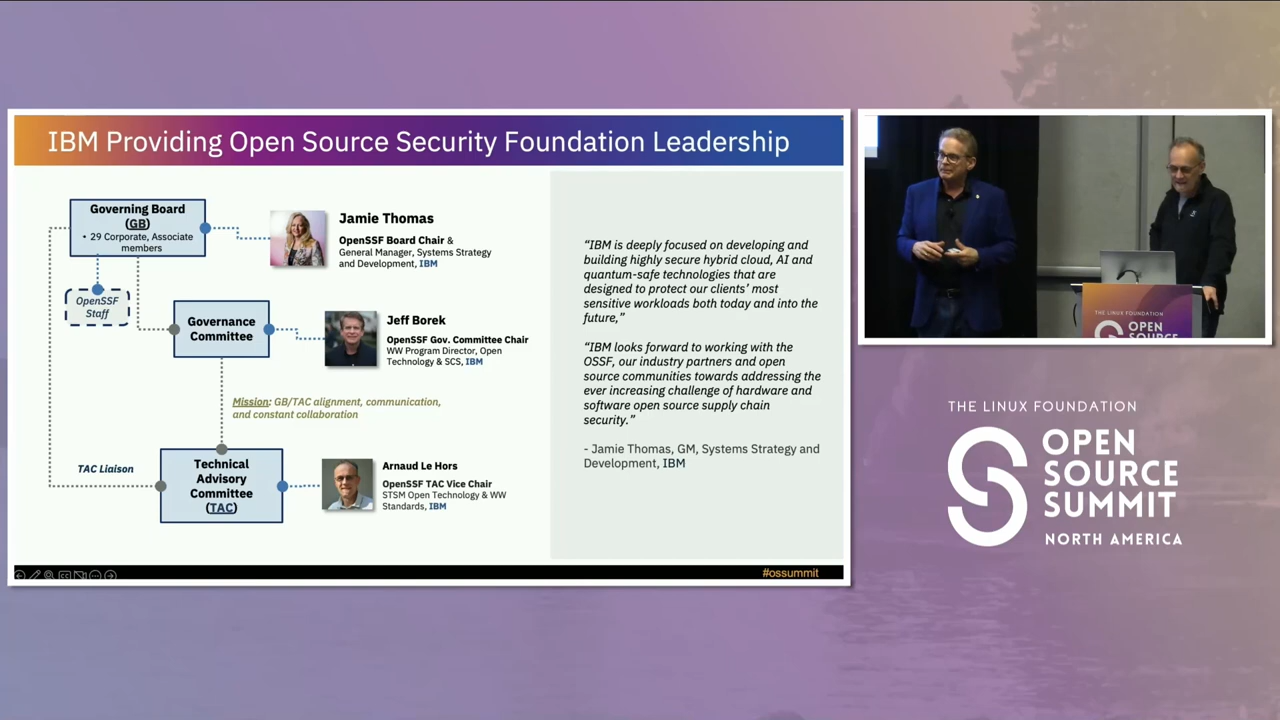 IBM Providing Open Source Security Foundation Leadership
Governing Board
(GB)
• 29 Corporate, Associate
members
OpenSSF
Staff
Jamie Thomas
OpenSSF Board Chair &
General Manager, Systems Strategy
and Development, IBM
Governance
Committee
Jeff Borek
OpenSSF Gov. Committee Chair
WW Program Director, Open
Technology & SCS, IBM
Mission: GB/TAC alignment, communication,
and constant collaboration
TAC Liaison
Technical
Advisory
Committee
(TAC)
Arnaud Le Hors
OpenSSF TAC Vice Chair
STSM Open Technology & WW
Standards, IBM
“IBM is deeply focused on developing and
building highly secure hybrid cloud, AI and
quantum-safe technologies that are
designed to protect our clients’ most
sensitive workloads both today and into the
future,”
“IBM looks forward to working with the
OSSF, our industry partners and open
source communities towards addressing the
ever increasing challenge of hardware and
software open source supply chain
security.”
- Jamie Thomas, GM, Systems Strategy and
Development, IBM
#ossummit
THE LINUX FOUNDATION
OPEN
SOURCE
THE LINUX FOUNDATION
OPEN
SOURCE
SUMMIT
NORTH AMERICA